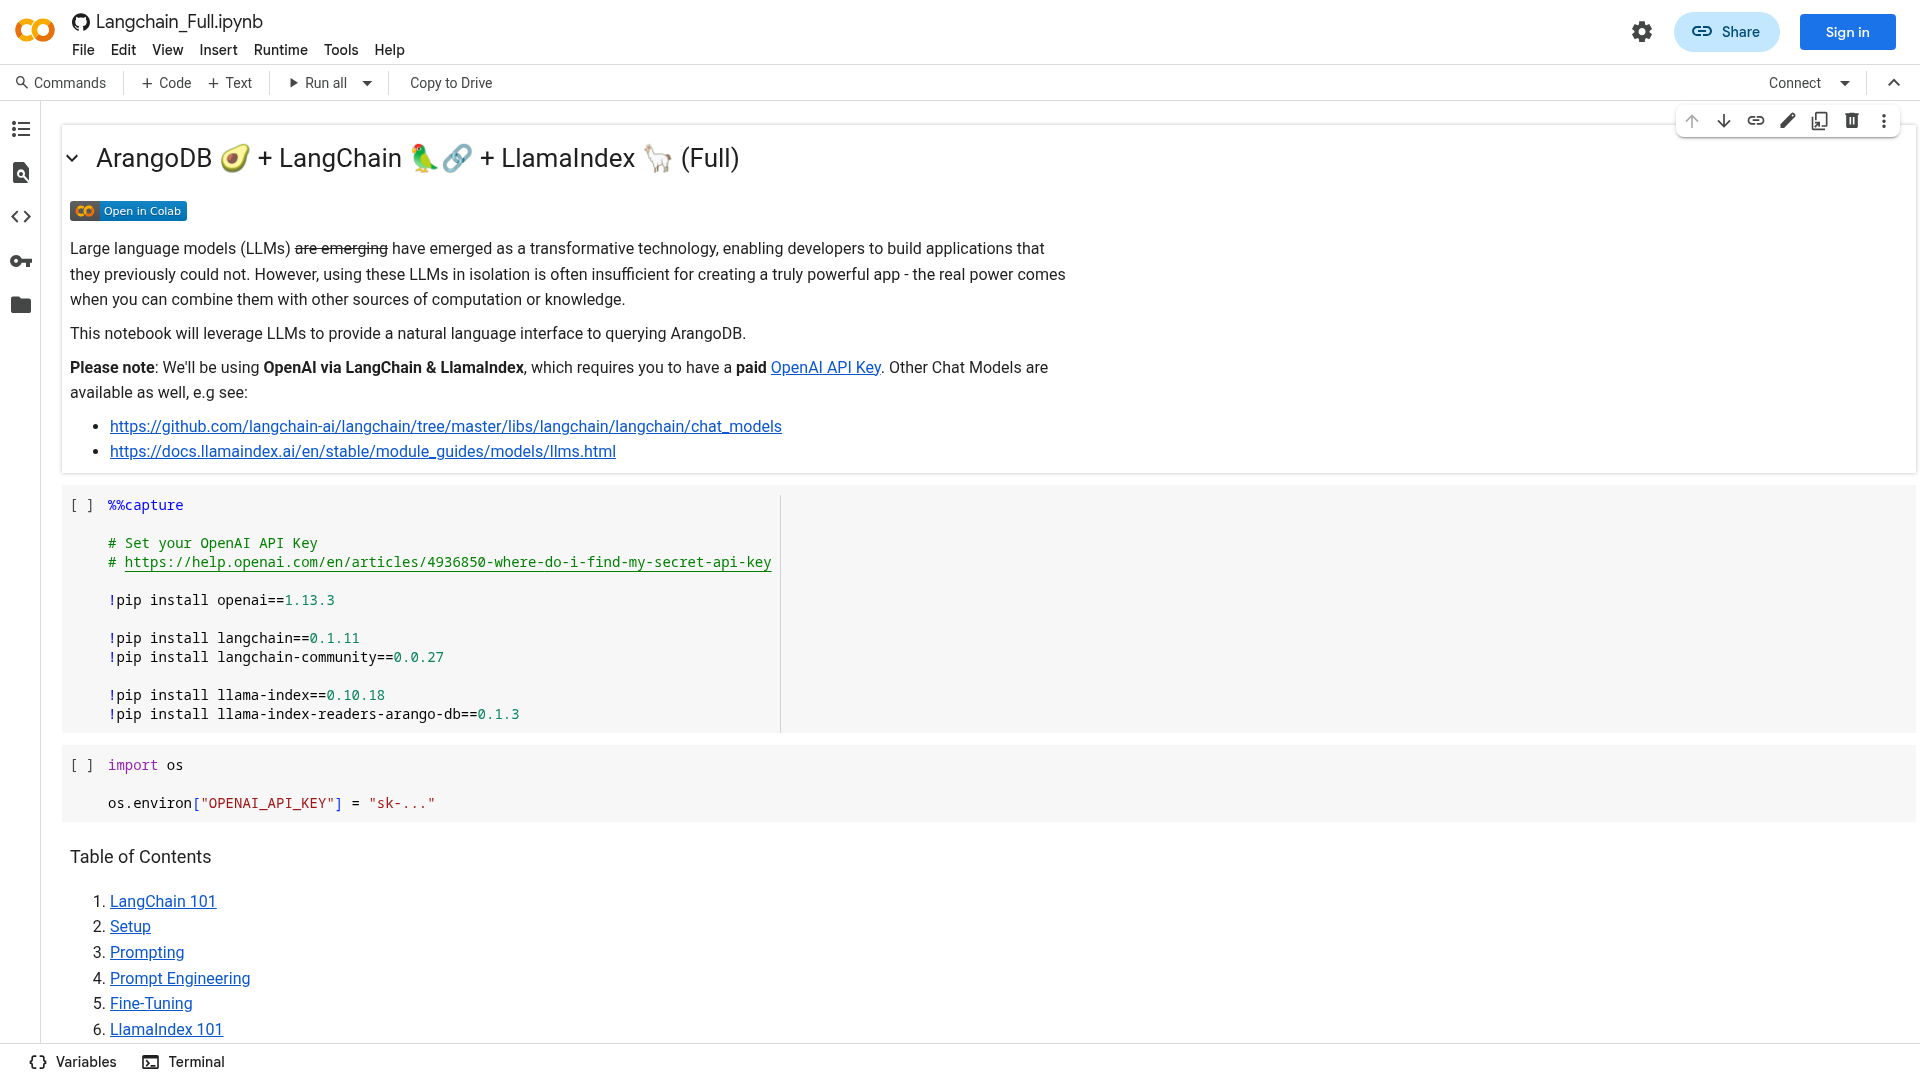 Langchain_Full.ipynb
File Edit View Insert Runtime Tools Help
Share
Sign in
Commands + Code + Text Run all Copy to Drive
Connect
ArangoDB 🥑 + LangChain 🦜🔗 + LlamaIndex 🦙 (Full)
Open in Colab
Large language models (LLMs) are emerging have emerged as a transformative technology, enabling developers to build applications that
they previously could not. However, using these LLMs in isolation is often insufficient for creating a truly powerful app - the real power comes
when you can combine them with other sources of computation or knowledge.
This notebook will leverage LLMs to provide a natural language interface to querying ArangoDB.
Please note: We'll be using OpenAI via LangChain & LlamaIndex, which requires you to have a paid OpenAI API Key. Other Chat Models are
available as well, e.g see:
• https://github.com/langchain-ai/langchain/tree/master/libs/langchain/langchain/chat_models
• https://docs.llamaindex.ai/en/stable/module_guides/models/llms.html
[ ] %%capture
# Set your OpenAI API Key
# https://help.openai.com/en/articles/4936850-where-do-i-find-my-secret-api-key
!pip install openai==1.13.3
!pip install langchain==0.1.11
!pip install langchain-community==0.0.27
!pip install llama-index==0.10.18
!pip install llama-index-readers-arango-db==0.1.3
[ ] import os
os.environ["OPENAI_API_KEY"] = "sk-..."
Table of Contents
1. LangChain 101
2. Setup
3. Prompting
4. Prompt Engineering
5. Fine-Tuning
6. LlamaIndex 101
Variables Terminal